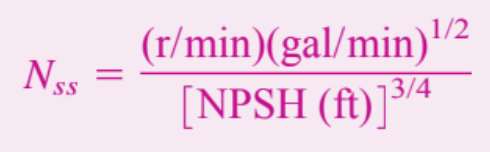 N_ss = (r/min)(gal/min)^1/2 / [NPSH (ft)]^3/4